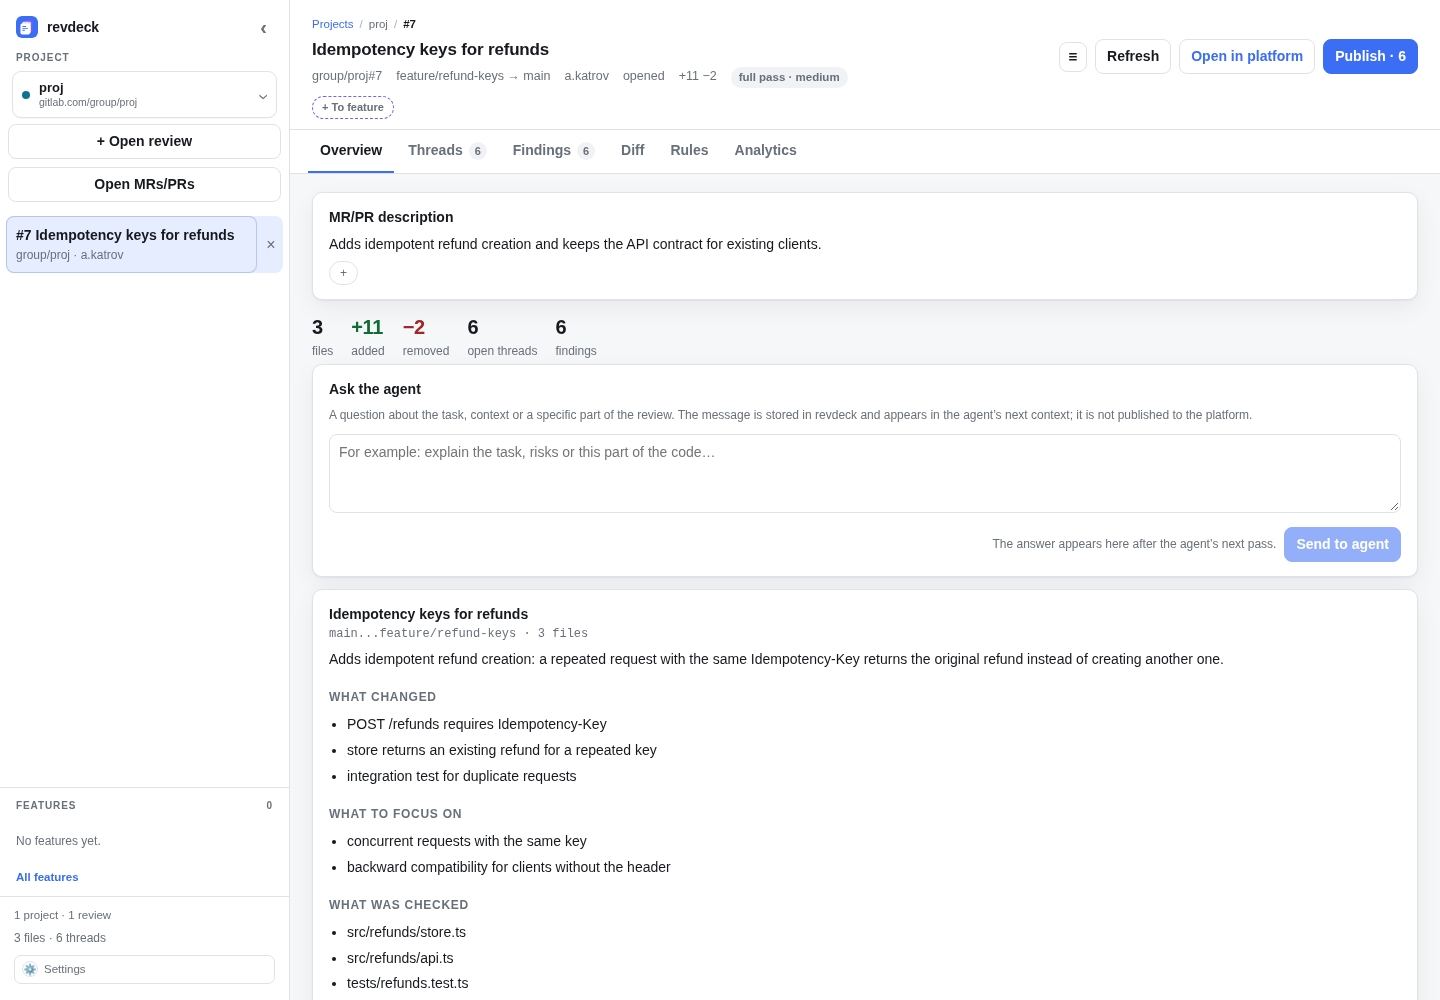 revdeck
‹
PROJECT
proj
gitlab.com/group/proj
+ Open review
Open MRs/PRs
#7 Idempotency keys for refunds
group/proj · a.katrov
×
FEATURES 0
No features yet.
All features
1 project · 1 review
3 files · 6 threads
Settings
Projects / proj / #7
Idempotency keys for refunds
group/proj#7 feature/refund-keys → main a.katrov opened +11 −2 full pass · medium
+ To feature
≡ Refresh Open in platform Publish · 6
Overview Threads 6 Findings 6 Diff Rules Analytics
MR/PR description
Adds idempotent refund creation and keeps the API contract for existing clients.
+
3 +11 −2 6 6
files added removed open threads findings
Ask the agent
A question about the task, context or a specific part of the review. The message is stored in revdeck and appears in the agent’s next context; it is not published to the platform.
For example: explain the task, risks or this part of the code…
The answer appears here after the agent’s next pass. Send to agent
Idempotency keys for refunds
main...feature/refund-keys · 3 files
Adds idempotent refund creation: a repeated request with the same Idempotency-Key returns the original refund instead of creating another one.
WHAT CHANGED
• POST /refunds requires Idempotency-Key
• store returns an existing refund for a repeated key
• integration test for duplicate requests
WHAT TO FOCUS ON
• concurrent requests with the same key
• backward compatibility for clients without the header
WHAT WAS CHECKED
• src/refunds/store.ts
• src/refunds/api.ts
• tests/refunds.test.ts